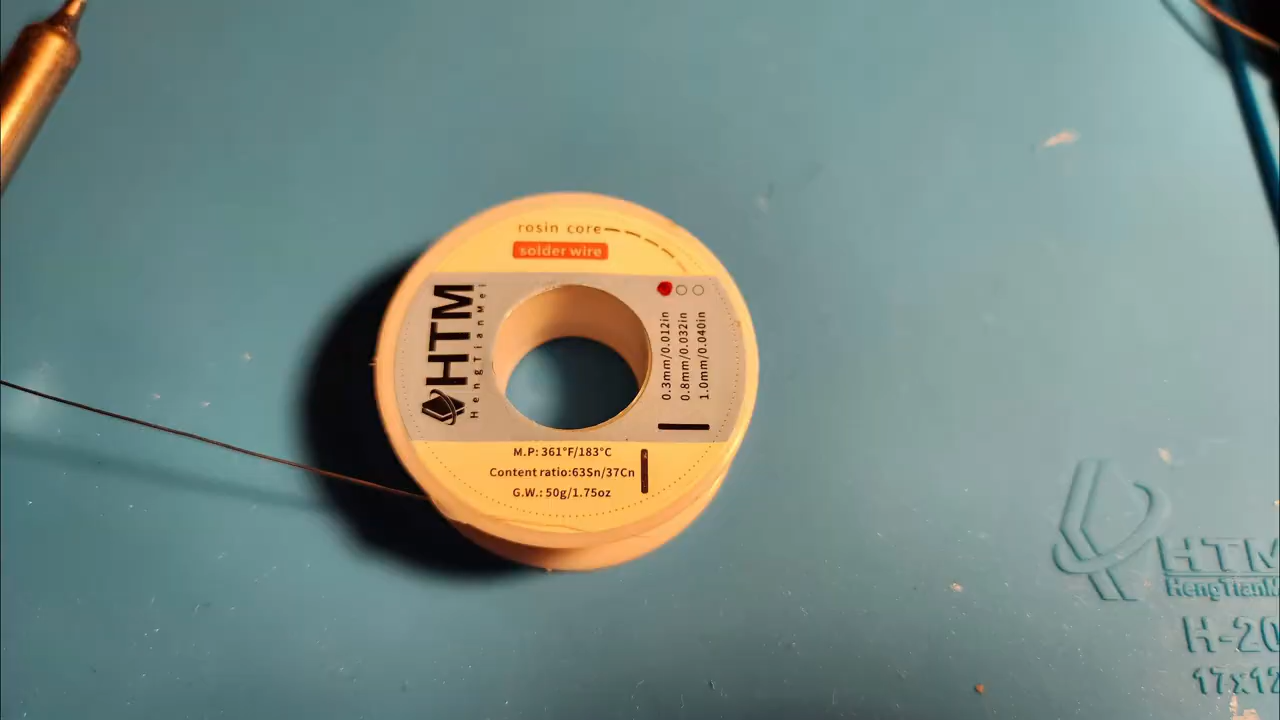 rosin core
solder wire
HTM
HengTianMei
0.3mm/0.012in
0.8mm/0.032in
1.0mm/0.040in
M.P: 361°F/183°C
Content ratio:63Sn/37Cn
G.W.: 50g/1.75oz
HTM
HengTianM
H-20
17x12